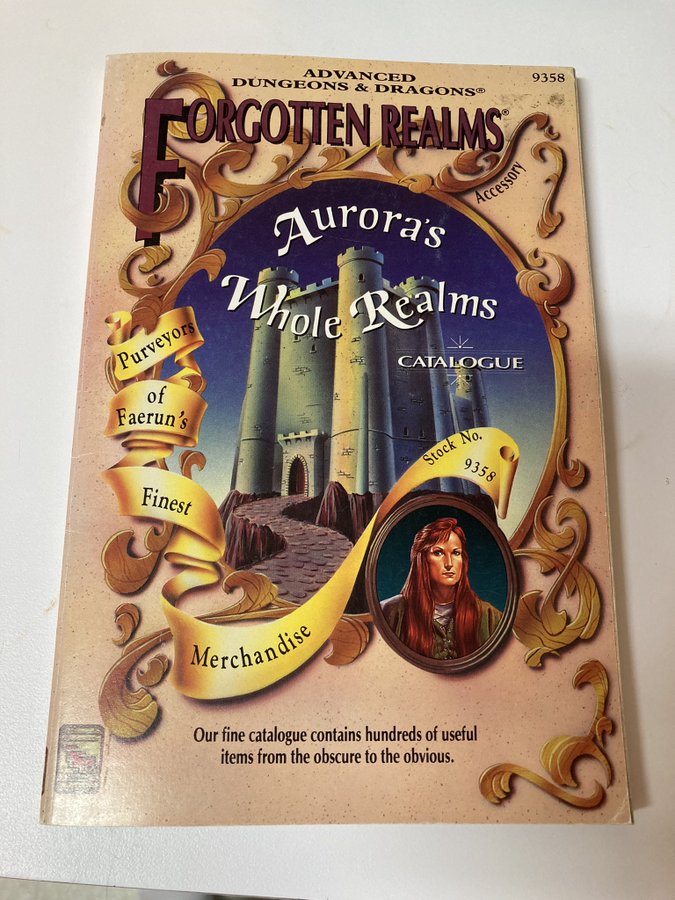 ADVANCED
DUNGEONS & DRAGONS®
9358
FORGOTTEN REALMS®
Accessory
Aurora's
Whole Realms
CATALOGUE
Purveyors
of
Faerun's
Finest
Merchandise
Stock No.
9358
Our fine catalogue contains hundreds of useful
items from the obscure to the obvious.